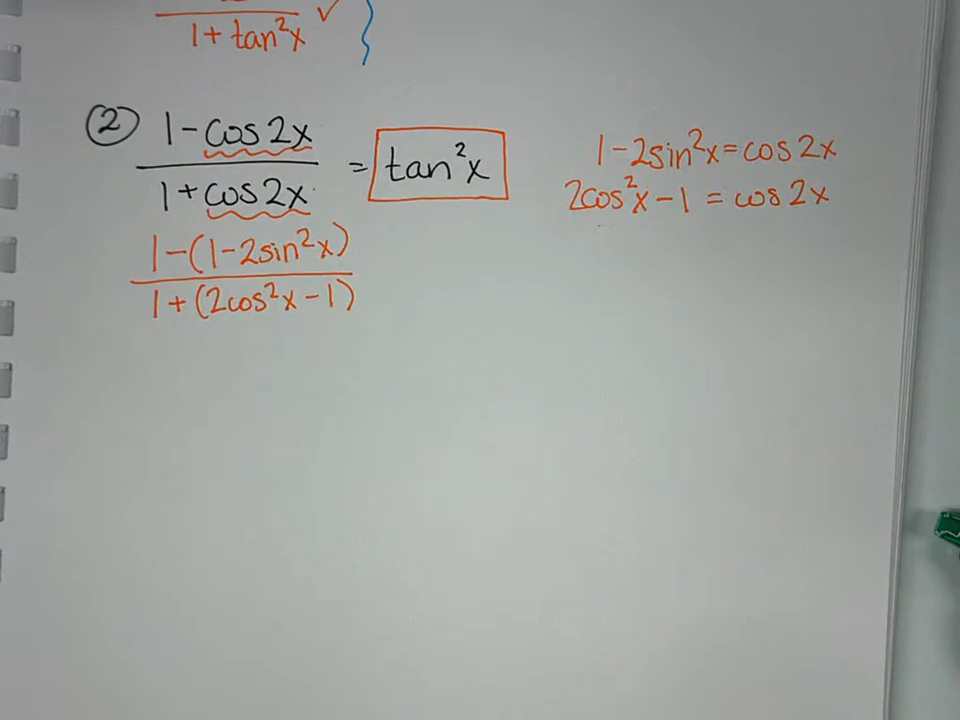 1 + tan²x ✓
② 1 - cos 2x / 1 + cos 2x = tan²x
1 - (1 - 2sin²x) / 1 + (2cos²x - 1)
1 - 2sin²x = cos 2x
2cos²x - 1 = cos 2x